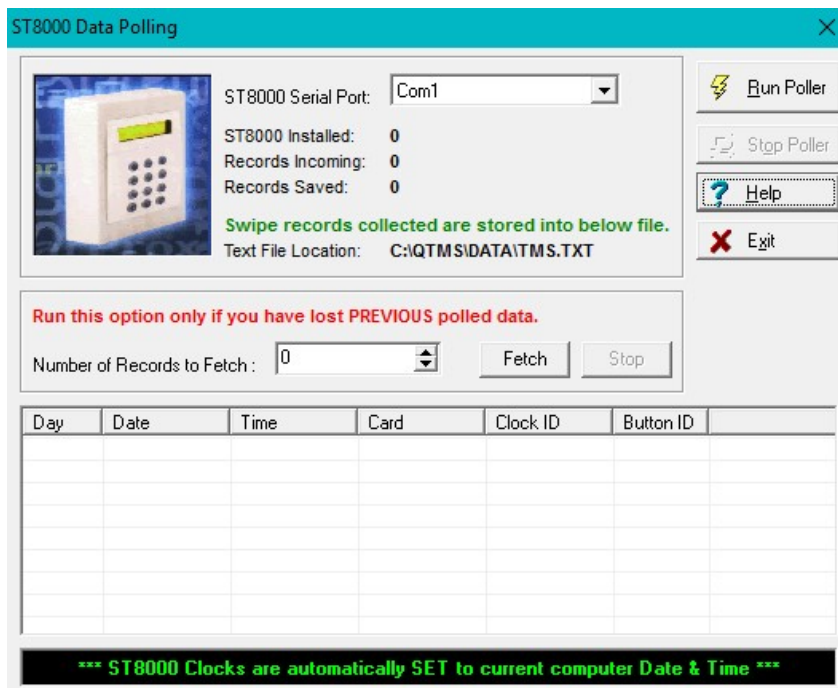 ST8000 Data Polling
ST8000 Serial Port: Com1
Run Poller
ST8000 Installed: 0
Stop Poller
Records Incoming: 0
Records Saved: 0
Help
Swipe records collected are stored into below file.
Text File Location: C:\QTMS\DATA\TMS.TXT
Exit
Run this option only if you have lost PREVIOUS polled data.
Number of Records to Fetch : 0 Fetch Stop
Day Date Time Card Clock ID Button ID
*** ST8000 Clocks are automatically SET to current computer Date & Time ***